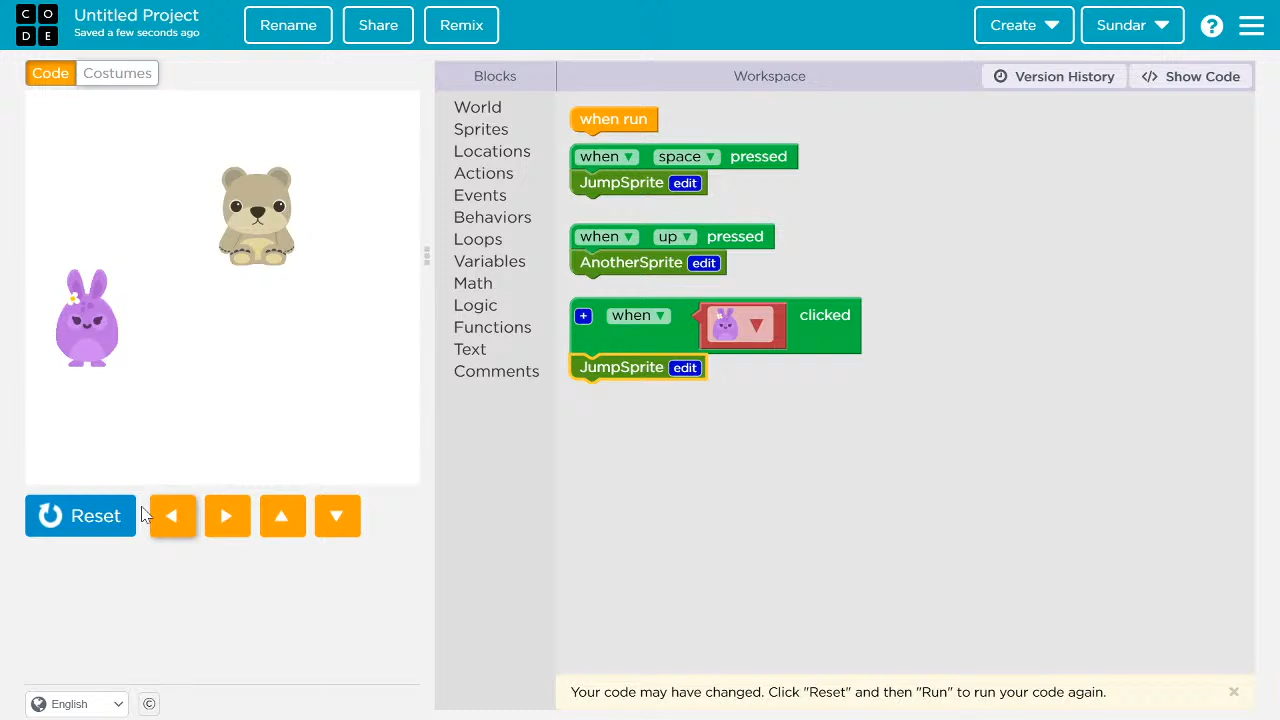 CODE
Untitled Project
Saved a few seconds ago
Rename
Share
Remix
Create
Sundar
?
Code
Costumes
Blocks
Workspace
Version History
</> Show Code
World
Sprites
Locations
Actions
Events
Behaviors
Loops
Variables
Math
Logic
Functions
Text
Comments
when run
when space pressed
JumpSprite edit
when up pressed
AnotherSprite edit
+ when clicked
JumpSprite edit
Reset
English
©
Your code may have changed. Click "Reset" and then "Run" to run your code again.